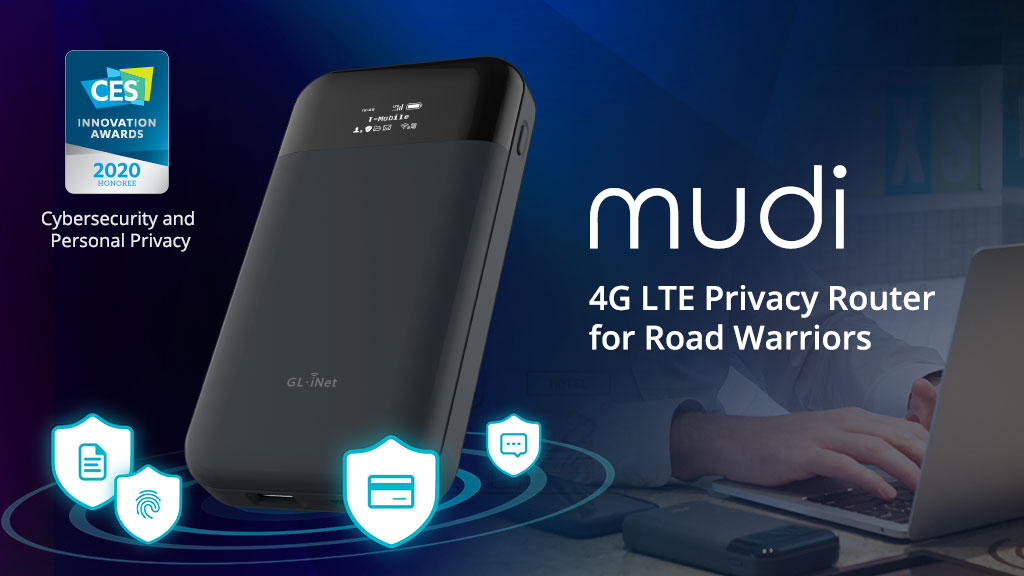 CES
INNOVATION
AWARDS
2020
HONOREE
Cybersecurity and
Personal Privacy
T-Mobile
GL·iNet
mudi
4G LTE Privacy Router
for Road Warriors
HOTEL